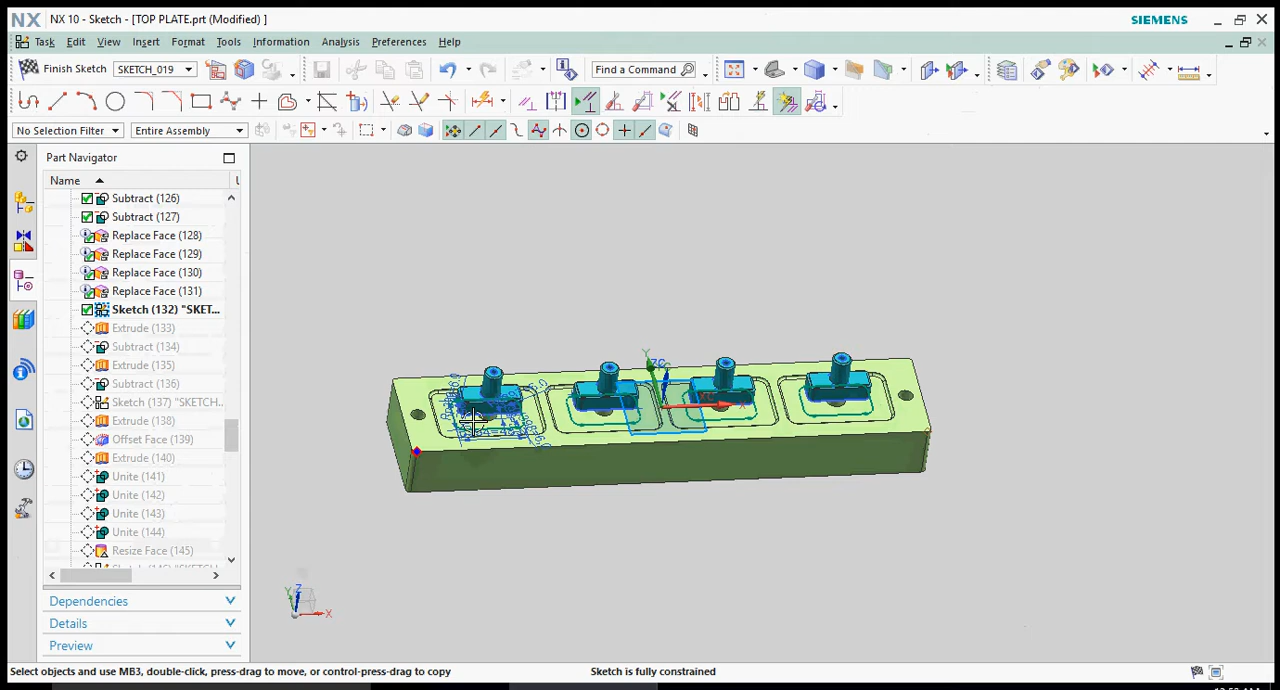 NX NX 10 - Sketch - [TOP PLATE.prt (Modified) ] SIEMENS
Task Edit View Insert Format Tools Information Analysis Preferences Help
Finish Sketch SKETCH_019 Find a Command
No Selection Filter Entire Assembly
Part Navigator
Name
Subtract (126)
Subtract (127)
Replace Face (128)
Replace Face (129)
Replace Face (130)
Replace Face (131)
Sketch (132) "SKET...
Extrude (133)
Subtract (134)
Extrude (135)
Subtract (136)
Sketch (137) "SKETCH...
Extrude (138)
Offset Face (139)
Extrude (140)
Unite (141)
Unite (142)
Unite (143)
Unite (144)
Resize Face (145)
Dependencies
Details
Preview
Y
XC
X
Z
Y
X
Select objects and use MB3, double-click, press-drag to move, or control-press-drag to copy Sketch is fully constrained